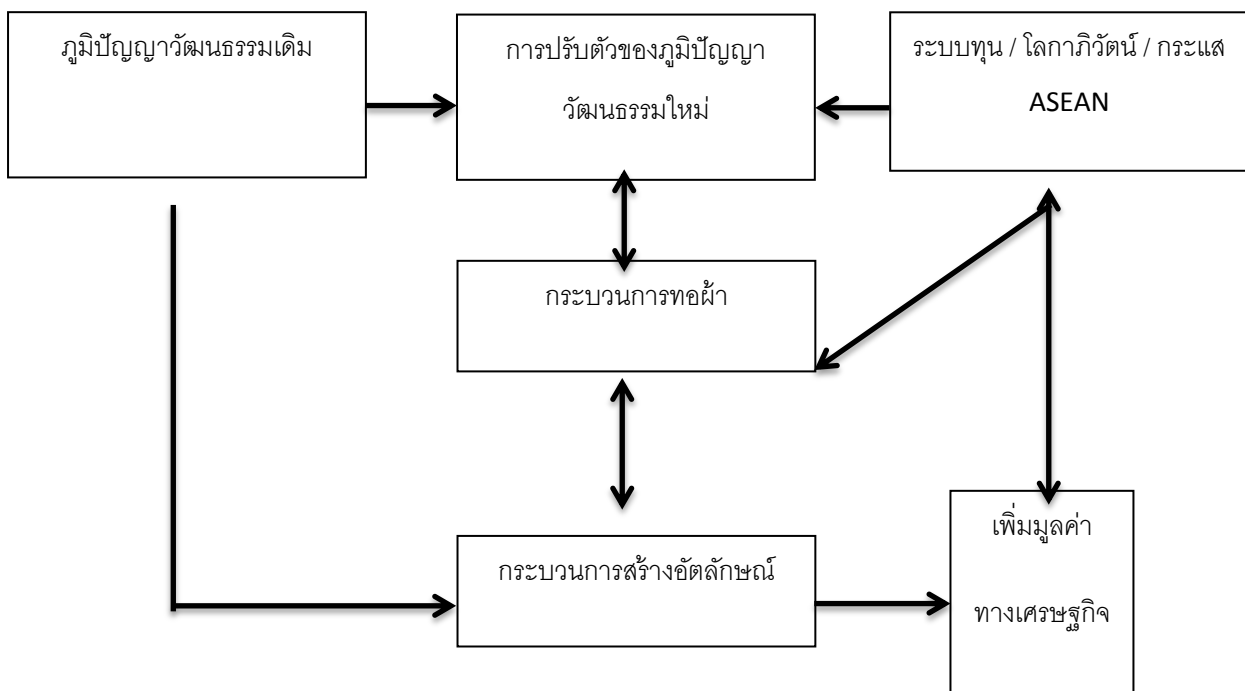 ภูมิปัญญาวัฒนธรรมเดิม
การปรับตัวของภูมิปัญญา
วัฒนธรรมใหม่
ระบบทุน / โลกาภิวัตน์ / กระแส
ASEAN
กระบวนการทอผ้า
กระบวนการสร้างอัตลักษณ์
เพิ่มมูลค่า
ทางเศรษฐกิจ